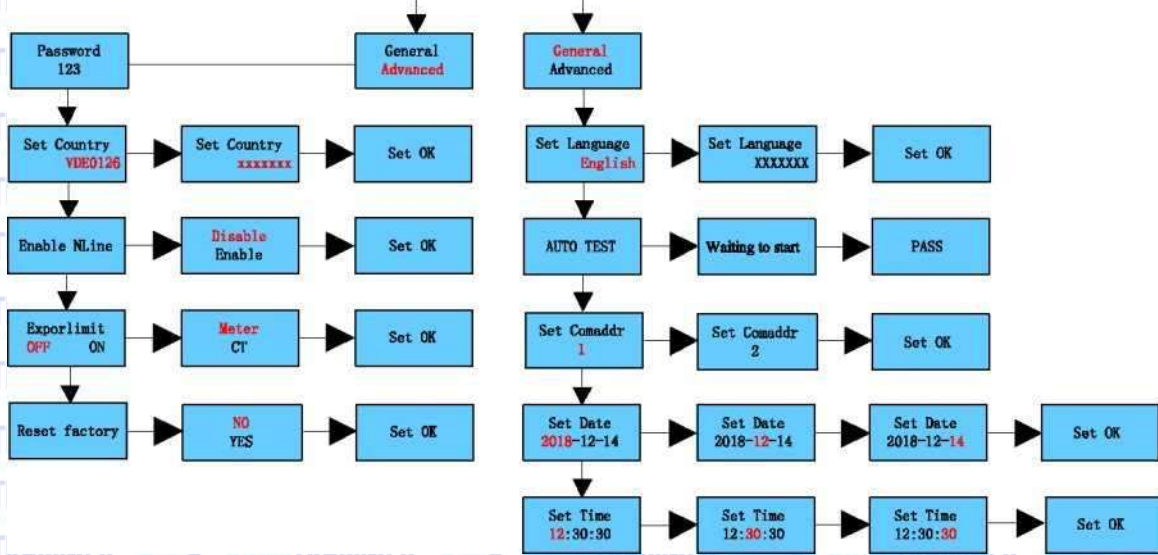 Password
123
General
Advanced
General
Advanced
Set Country
VDE0126
Set Country
xxxxxxx
Set OK
Set Language
English
Set Language
XXXXXXX
Set OK
Enable NLine
Disable
Enable
Set OK
AUTO TEST
Waiting to start
PASS
Exporlimit
OFF ON
Meter
CT
Set OK
Set Comaddr
1
Set Comaddr
2
Set OK
Reset factory
NO
YES
Set OK
Set Date
2018-12-14
Set Date
2018-12-14
Set Date
2018-12-14
Set OK
Set Time
12:30:30
Set Time
12:30:30
Set Time
12:30:30
Set OK